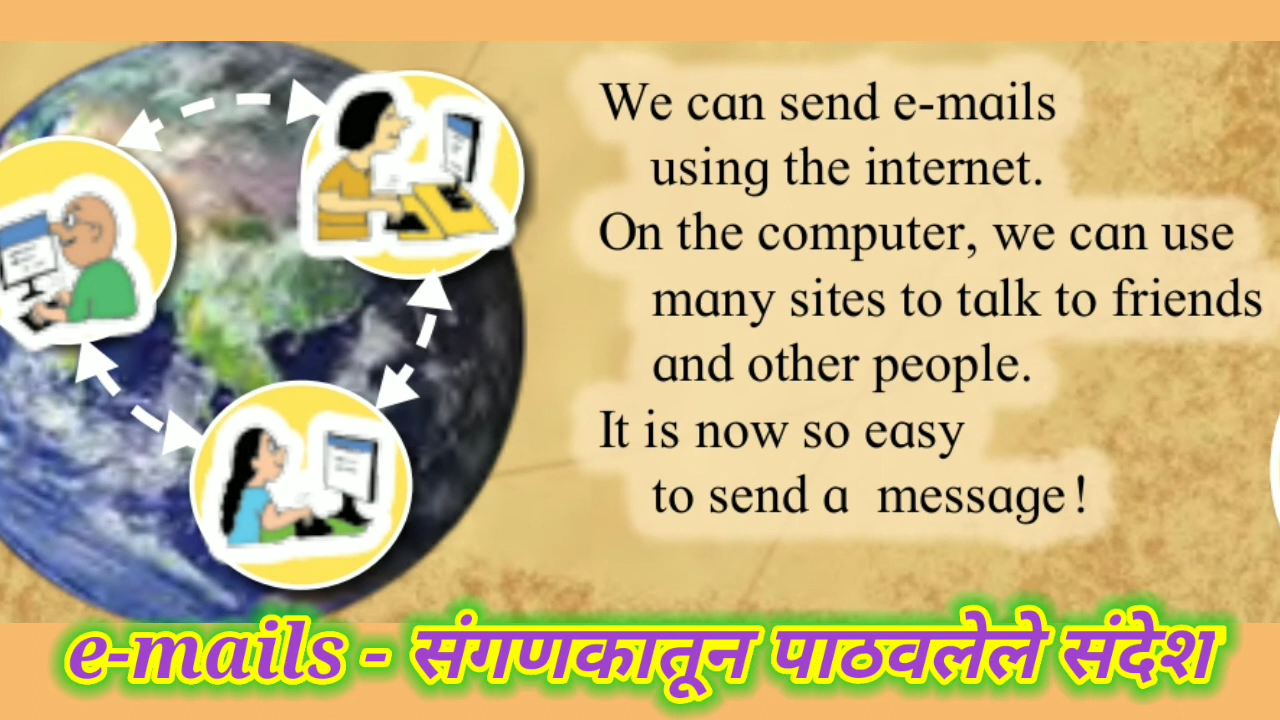 We can send e-mails
using the internet.
On the computer, we can use
many sites to talk to friends
and other people.
It is now so easy
to send a message!
e-mails - संगणकातून पाठवलेले संदेश